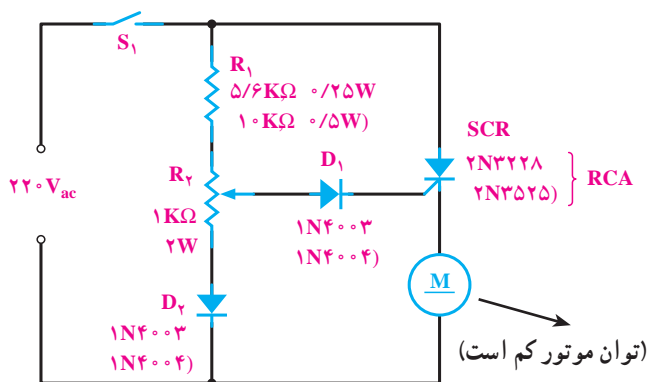 S۱
R۱
۵/۶KΩ ۰/۲۵W
۱۰KΩ ۰/۵W)
SCR
۲N۳۲۲۸
۲N۳۵۲۵)
RCA
D۱
۱N۴۰۰۳
۱N۴۰۰۴)
۲۲۰Vac
R۲
۱KΩ
۲W
M
D۲
۱N۴۰۰۳
۱N۴۰۰۴)
(توان موتور کم است)